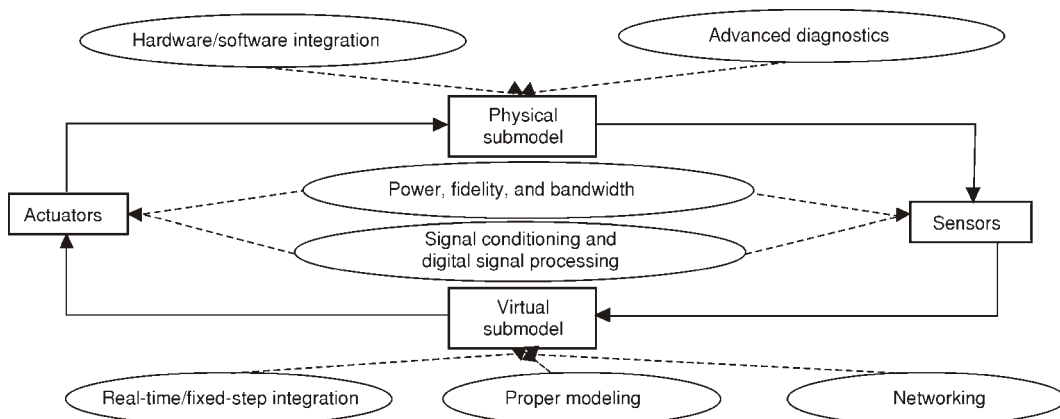 Hardware/software integration
Advanced diagnostics
Physical
submodel
Power, fidelity, and bandwidth
Actuators
Sensors
Signal conditioning and
digital signal processing
Virtual
submodel
Real-time/fixed-step integration
Proper modeling
Networking